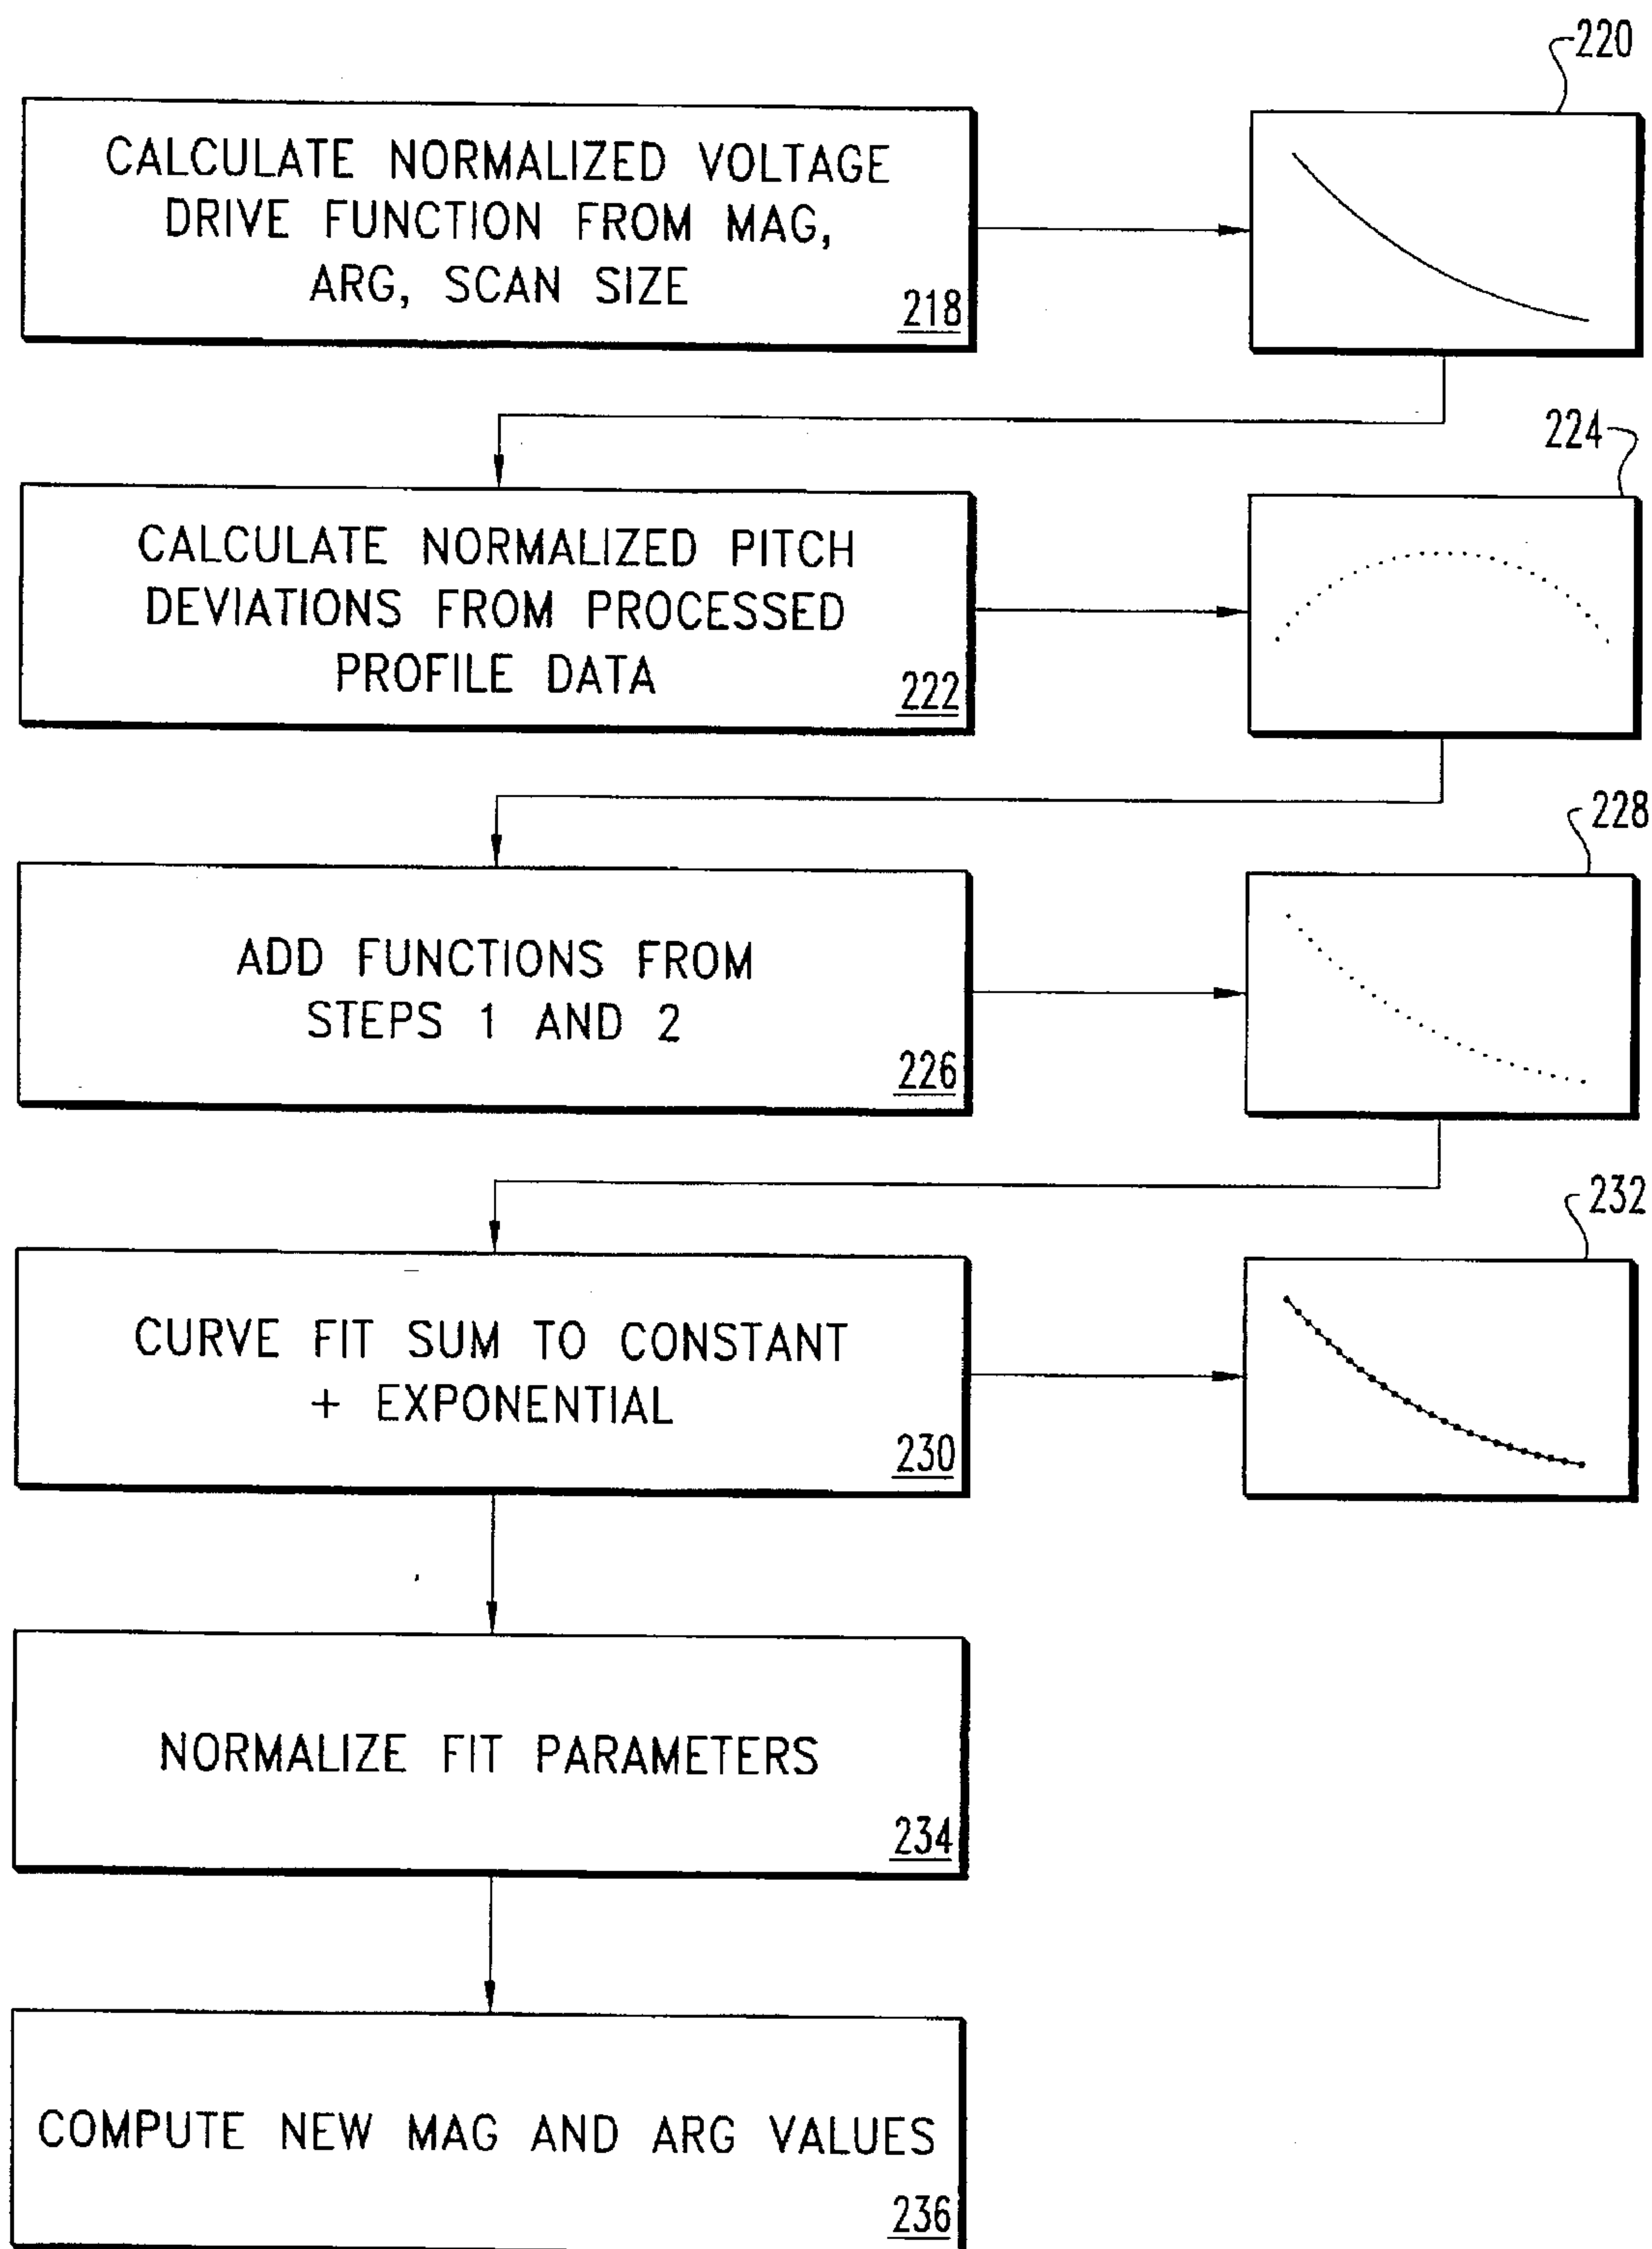 220
CALCULATE NORMALIZED VOLTAGE
DRIVE FUNCTION FROM MAG,
ARG, SCAN SIZE
218
224
CALCULATE NORMALIZED PITCH
DEVIATIONS FROM PROCESSED
PROFILE DATA
222
228
ADD FUNCTIONS FROM
STEPS 1 AND 2
226
232
CURVE FIT SUM TO CONSTANT
+ EXPONENTIAL
230
NORMALIZE FIT PARAMETERS
234
COMPUTE NEW MAG AND ARG VALUES
236